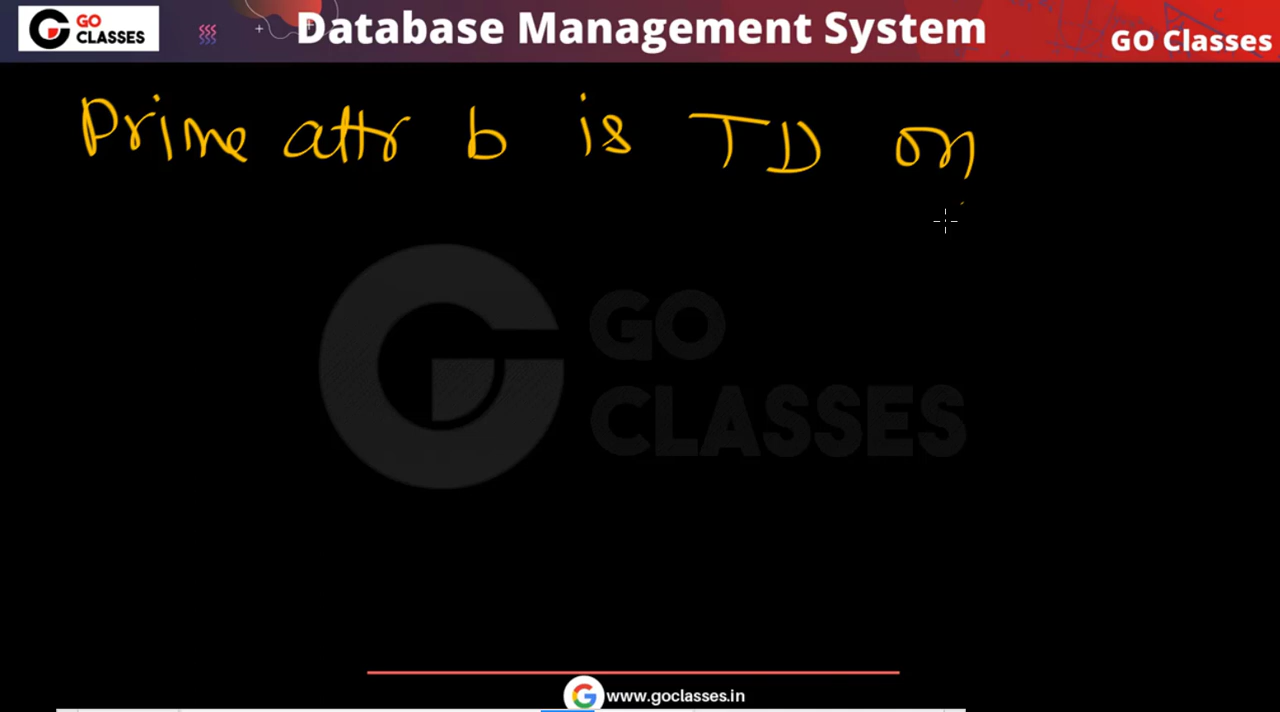 GO CLASSES
Database Management System
GO Classes
Prime attr b is TD on
GO CLASSES
www.goclasses.in